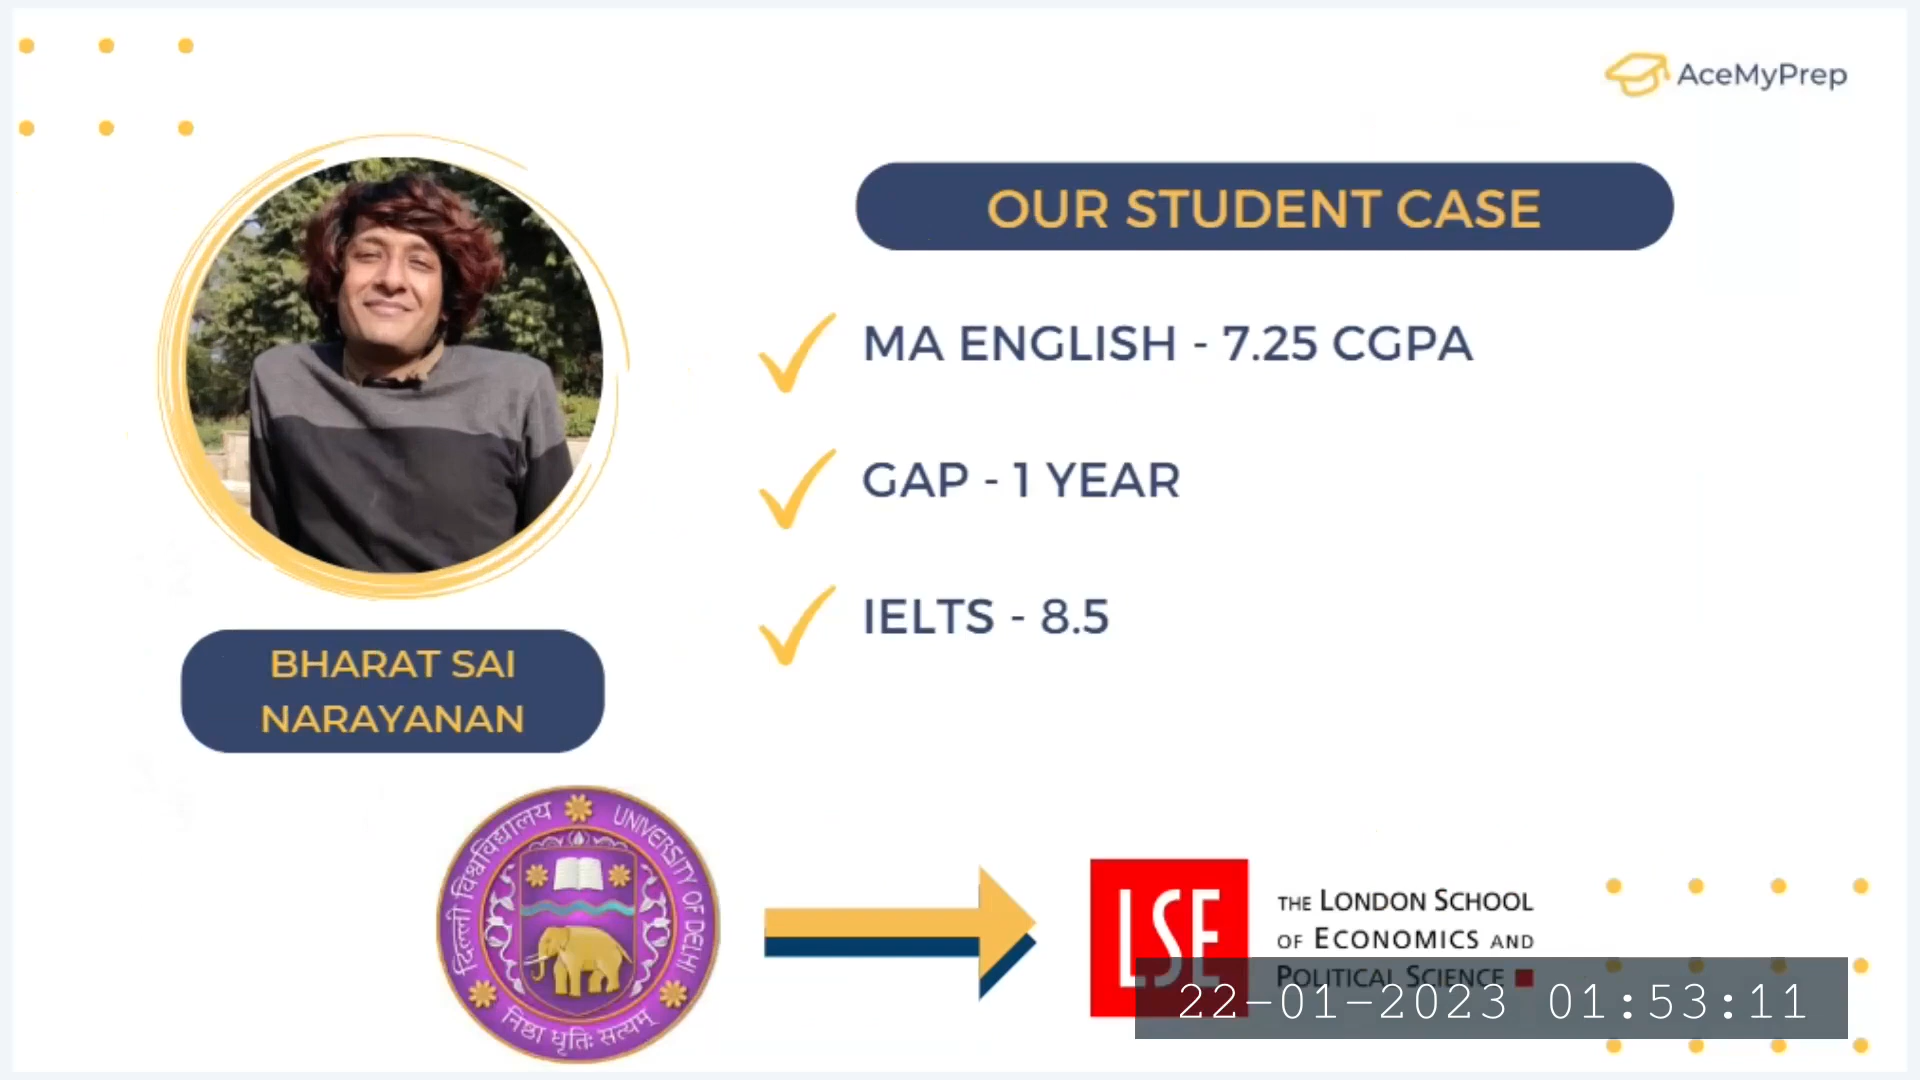 AceMyPrep
OUR STUDENT CASE
MA ENGLISH - 7.25 CGPA
GAP - 1 YEAR
IELTS - 8.5
BHARAT SAI
NARAYANAN
दिल्ली विश्वविद्यालय
UNIVERSITY OF DELHI
निष्ठा धृतिः सत्यम्
LSE
THE LONDON SCHOOL
OF ECONOMICS AND
POLITICAL SCIENCE
22-01-2023 01:53:11